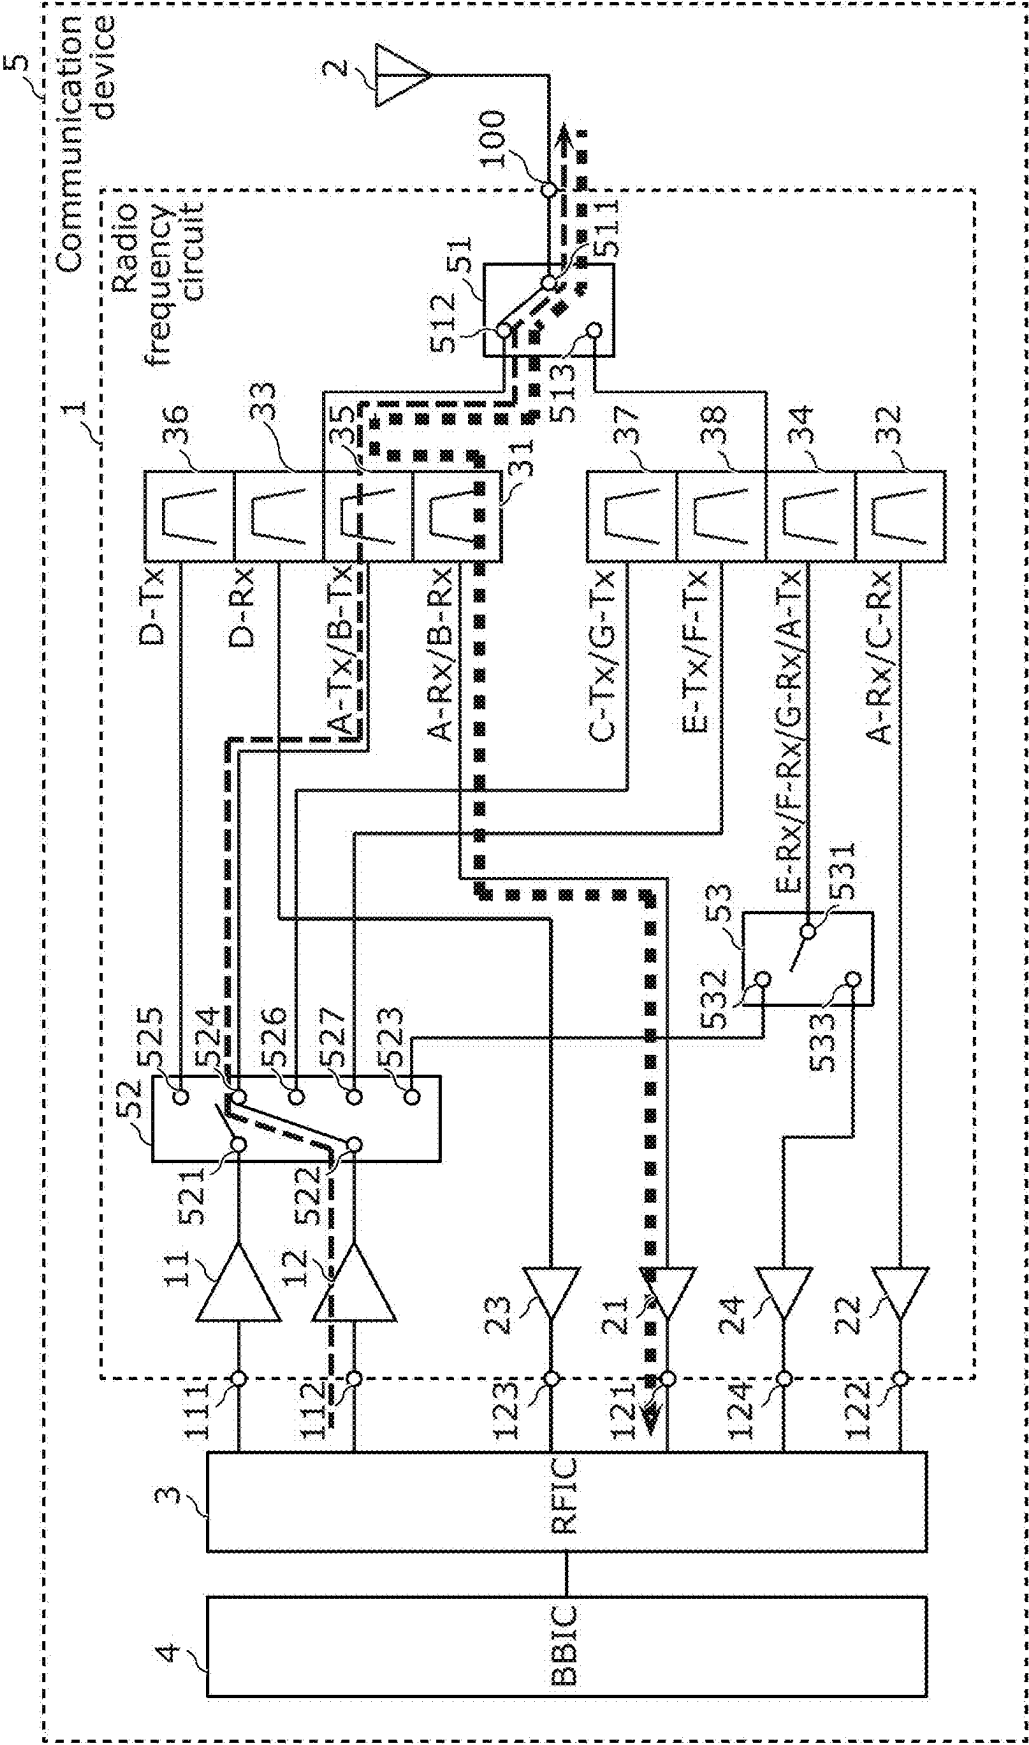 5
Communication
device
1
Radio
frequency
circuit
2
100
51
511
512
513
36
33
35
31
37
38
34
32
D-Tx
D-Rx
A-Tx/B-Tx
A-Rx/B-Rx
C-Tx/G-Tx
E-Tx/F-Tx
E-Rx/F-Rx/G-Rx/A-Tx
A-Rx/C-Rx
53
531
532
533
52
525
524
526
527
523
521
522
11
12
23
21
24
22
111
112
123
121
124
122
3
RFIC
4
BBIC